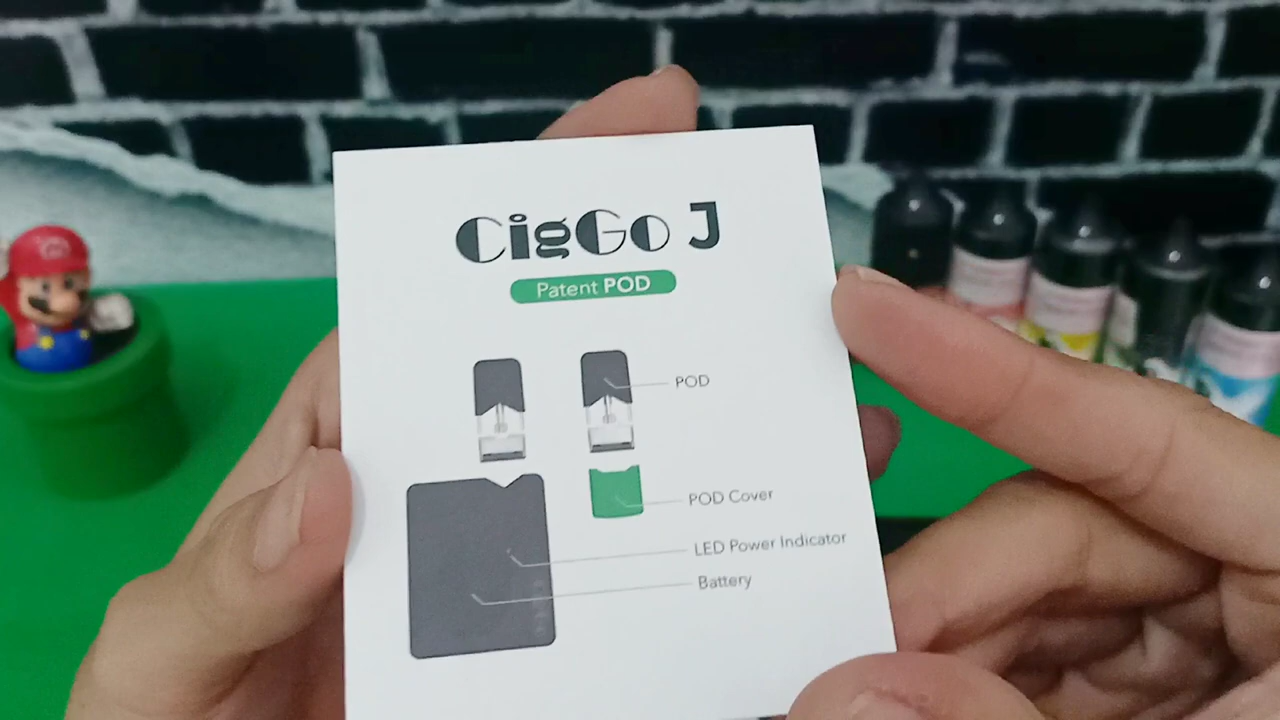 CigGo J
Patent POD
POD
POD Cover
LED Power Indicator
Battery